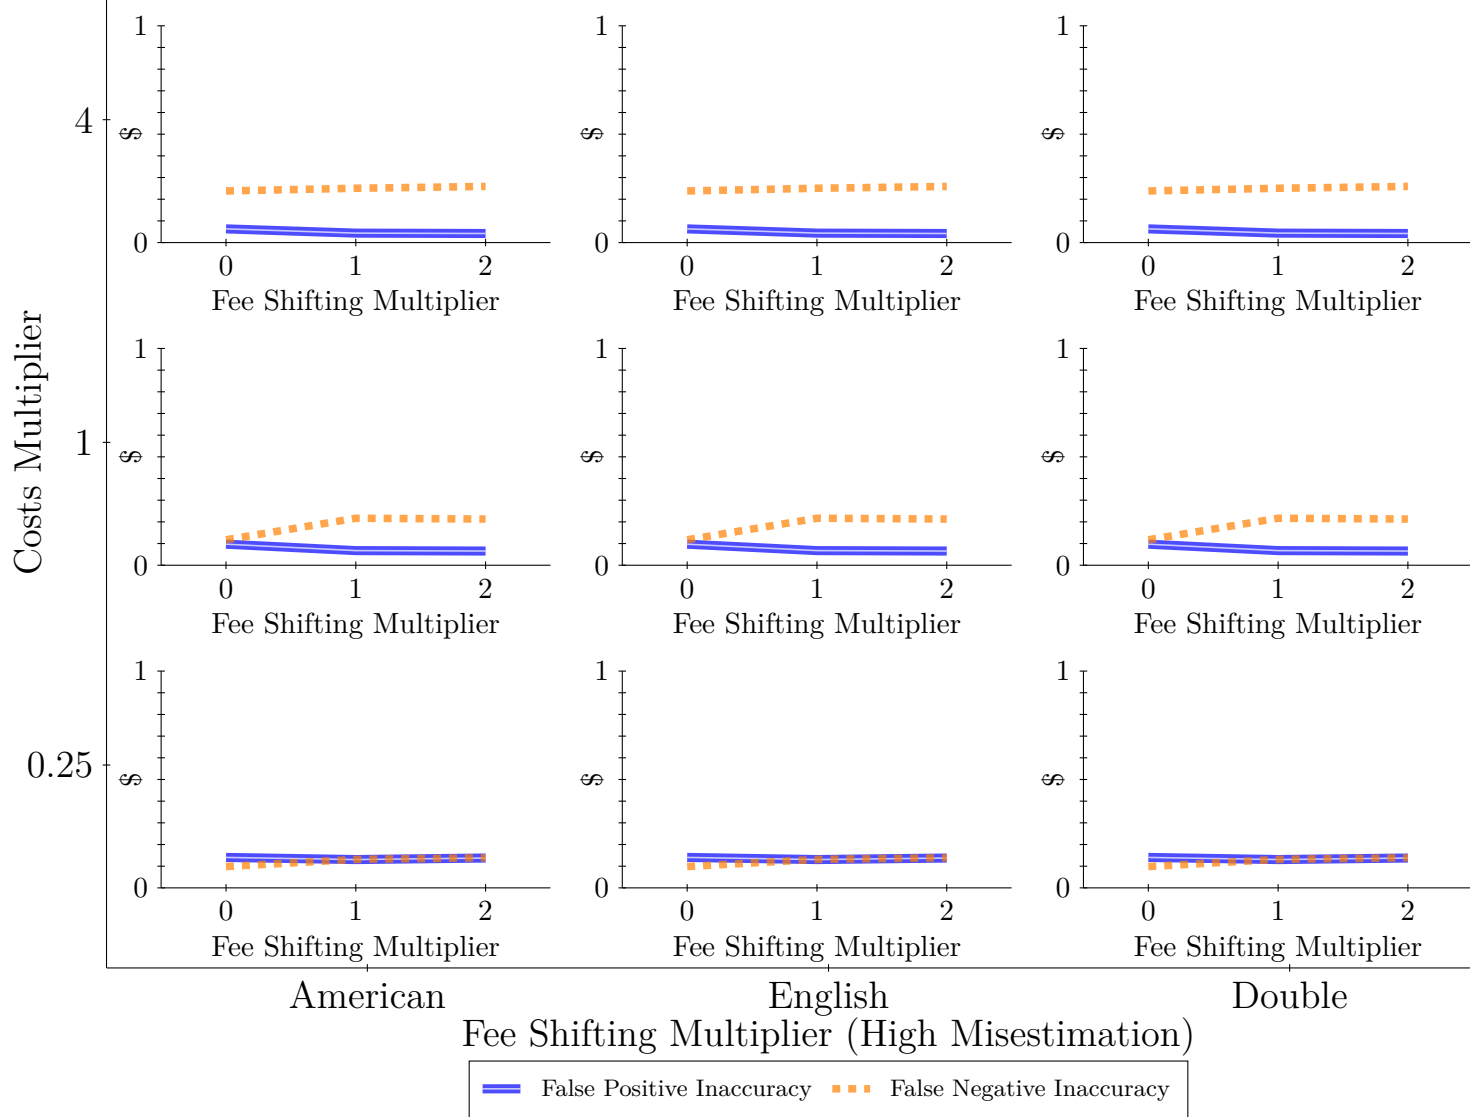 1 1 1
4 $ $ $
0 0 0
0 1 2 0 1 2 0 1 2
Fee Shifting Multiplier Fee Shifting Multiplier Fee Shifting Multiplier
Costs Multiplier
1 1 1
1 $ $ $
0 0 0
0 1 2 0 1 2 0 1 2
Fee Shifting Multiplier Fee Shifting Multiplier Fee Shifting Multiplier
1 1 1
0.25 $ $ $
0 0 0
0 1 2 0 1 2 0 1 2
Fee Shifting Multiplier Fee Shifting Multiplier Fee Shifting Multiplier
American English Double
Fee Shifting Multiplier (High Misestimation)
False Positive Inaccuracy False Negative Inaccuracy